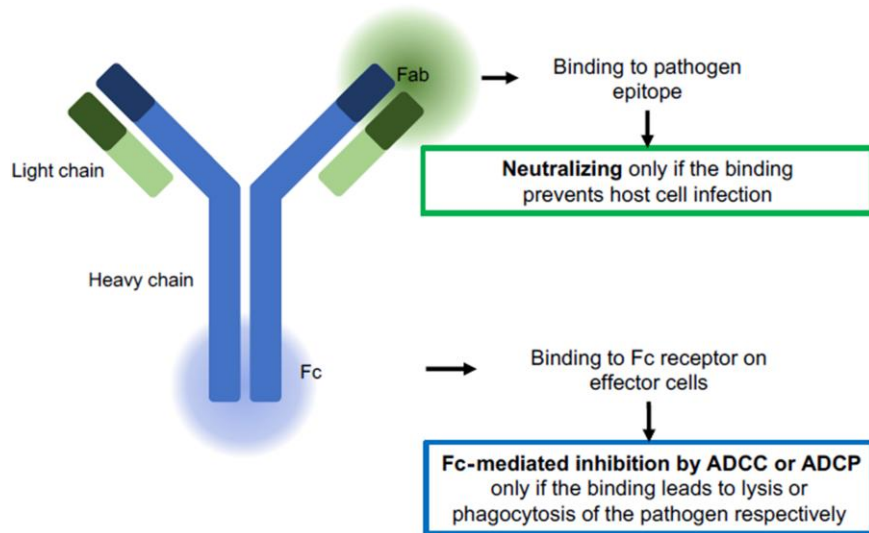 Fab
Binding to pathogen
epitope
Neutralizing only if the binding
prevents host cell infection
Light chain
Heavy chain
Fc
Binding to Fc receptor on
effector cells
Fc-mediated inhibition by ADCC or ADCP
only if the binding leads to lysis or
phagocytosis of the pathogen respectively